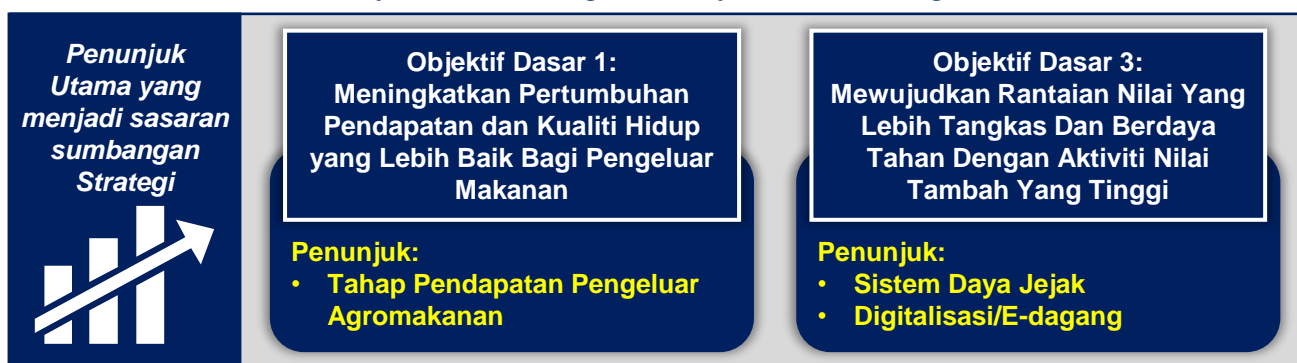 Penunjuk
Utama yang
menjadi sasaran
sumbangan
Strategi
Objektif Dasar 1:
Meningkatkan Pertumbuhan
Pendapatan dan Kualiti Hidup
yang Lebih Baik Bagi Pengeluar
Makanan
Penunjuk:
• Tahap Pendapatan Pengeluar
Agromakanan
Objektif Dasar 3:
Mewujudkan Rantaian Nilai Yang
Lebih Tangkas Dan Berdaya
Tahan Dengan Aktiviti Nilai
Tambah Yang Tinggi
Penunjuk:
• Sistem Daya Jejak
• Digitalisasi/E-dagang